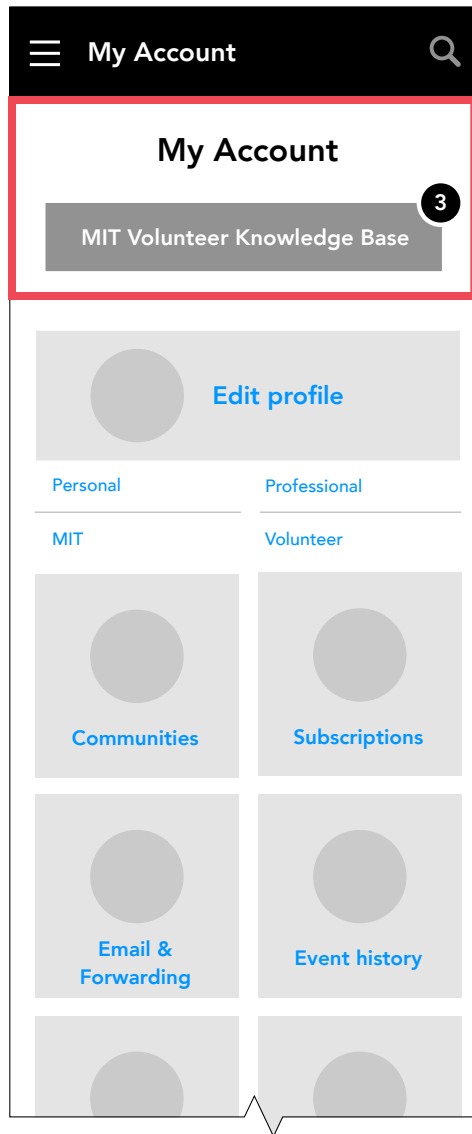 My Account
My Account
3
MIT Volunteer Knowledge Base
Edit profile
Personal
Professional
MIT
Volunteer
Communities
Subscriptions
Email &
Forwarding
Event history